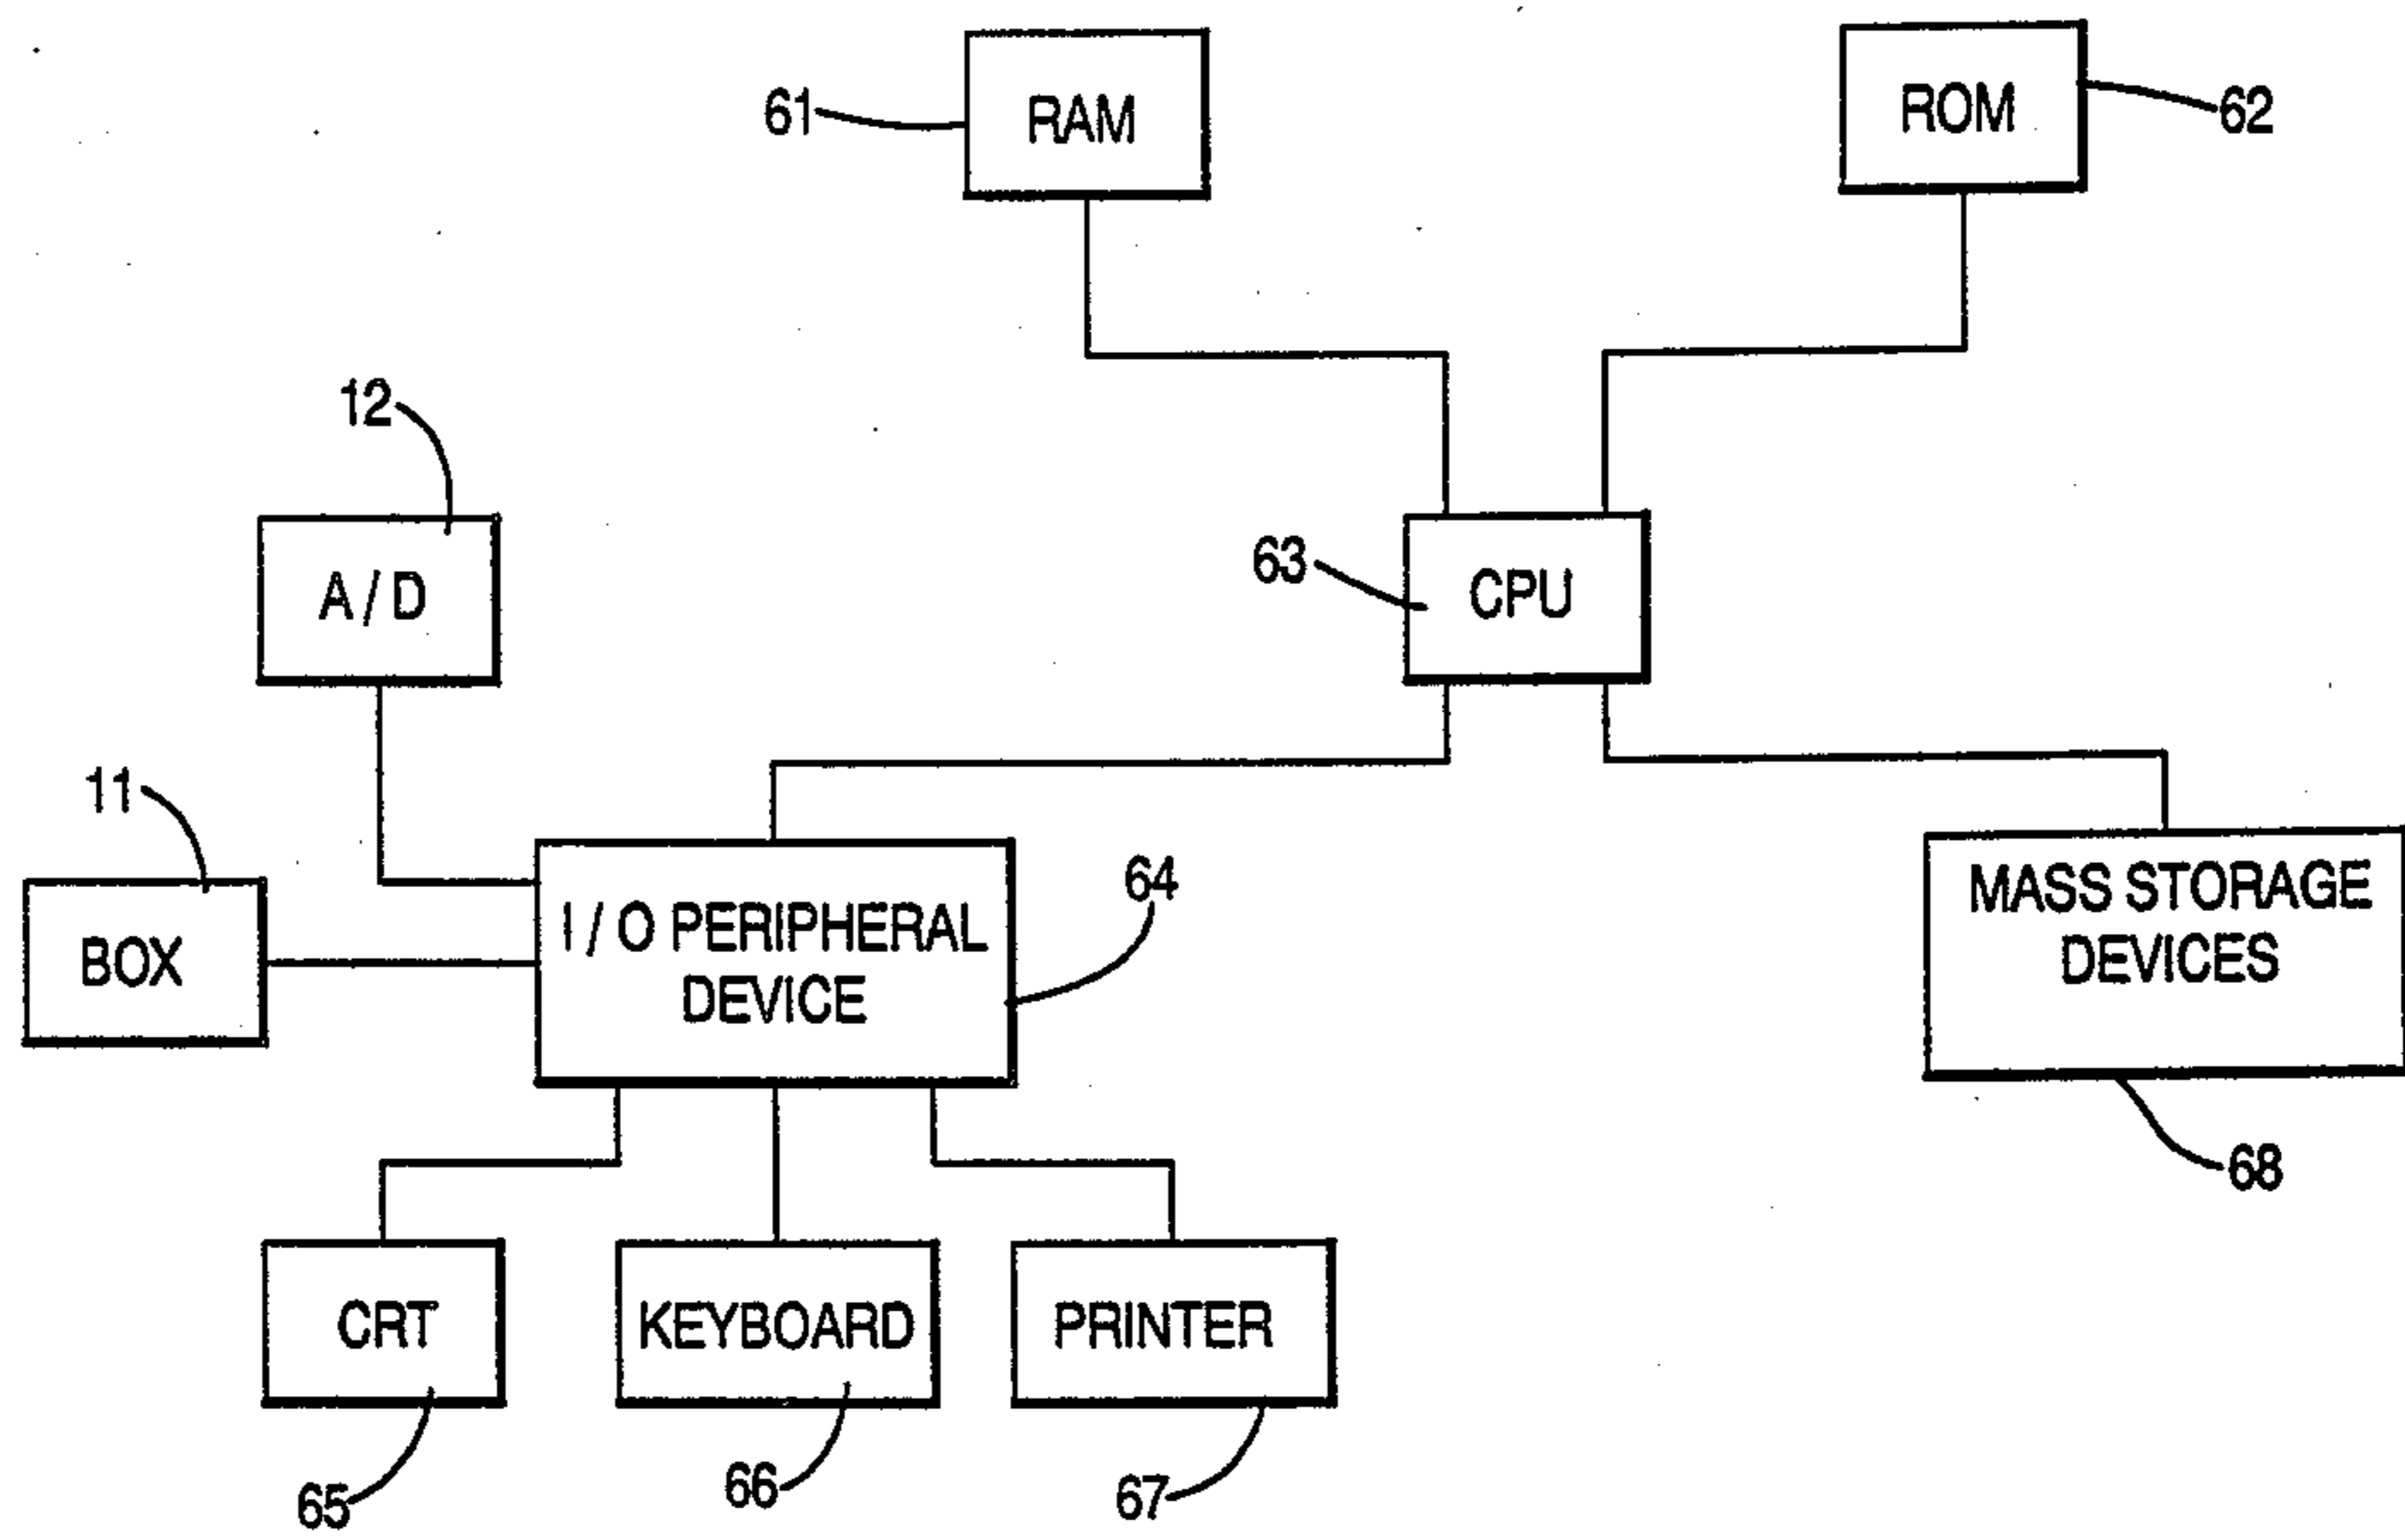 61
RAM
ROM
62
12
A / D
63
CPU
11
BOX
I / O PERIPHERAL
DEVICE
64
MASS STORAGE
DEVICES
68
CRT
KEYBOARD
PRINTER
65
66
67